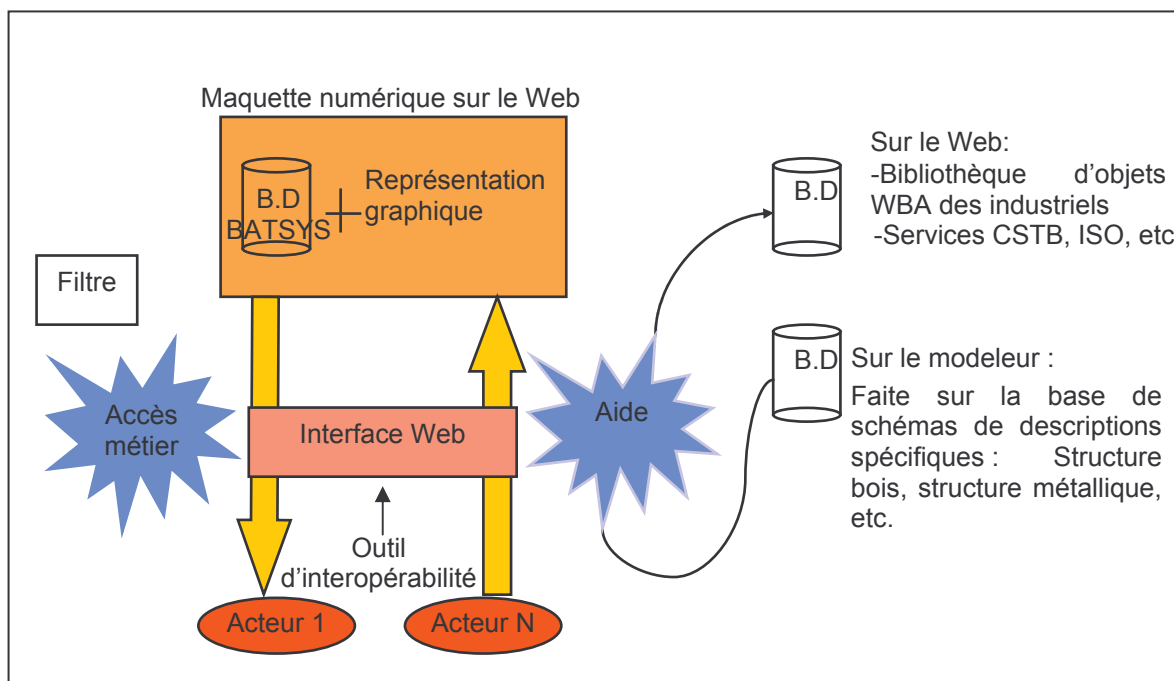 Maquette numérique sur le Web
B.D
BATSYS
Représentation
graphique
Filtre
Accès
métier
Interface Web
Aide
Outil
d'interopérabilité
Acteur 1
Acteur N
B.D
Sur le Web:
-Bibliothèque d'objets
WBA des industriels
-Services CSTB, ISO, etc
B.D
Sur le modeleur :
Faite sur la base de
schémas de descriptions
spécifiques : Structure
bois, structure métallique,
etc.